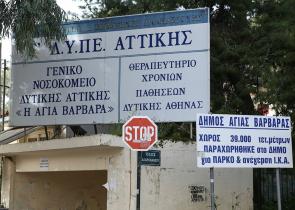 Δ.Υ.ΠΕ. ΑΤΤΙΚΗΣ
ΓΕΝΙΚΟ
ΝΟΣΟΚΟΜΕΙΟ
ΔΥΤΙΚΗΣ ΑΤΤΙΚΗΣ
"Η ΑΓΙΑ ΒΑΡΒΑΡΑ"
ΘΕΡΑΠΕΥΤΗΡΙΟ
ΧΡΟΝΙΩΝ
ΠΑΘΗΣΕΩΝ
ΔΥΤΙΚΗΣ ΑΘΗΝΑΣ
STOP
ΔΗΜΟΣ ΑΓΙΑΣ ΒΑΡΒΑΡΑΣ
ΧΩΡΟΣ 39.000 τετ.μέτρων
ΠΑΡΑΧΩΡΗΘΗΚΕ στο ΔΗΜΟ
για ΠΑΡΚΟ & ανέγερση Ι.Κ.Α.